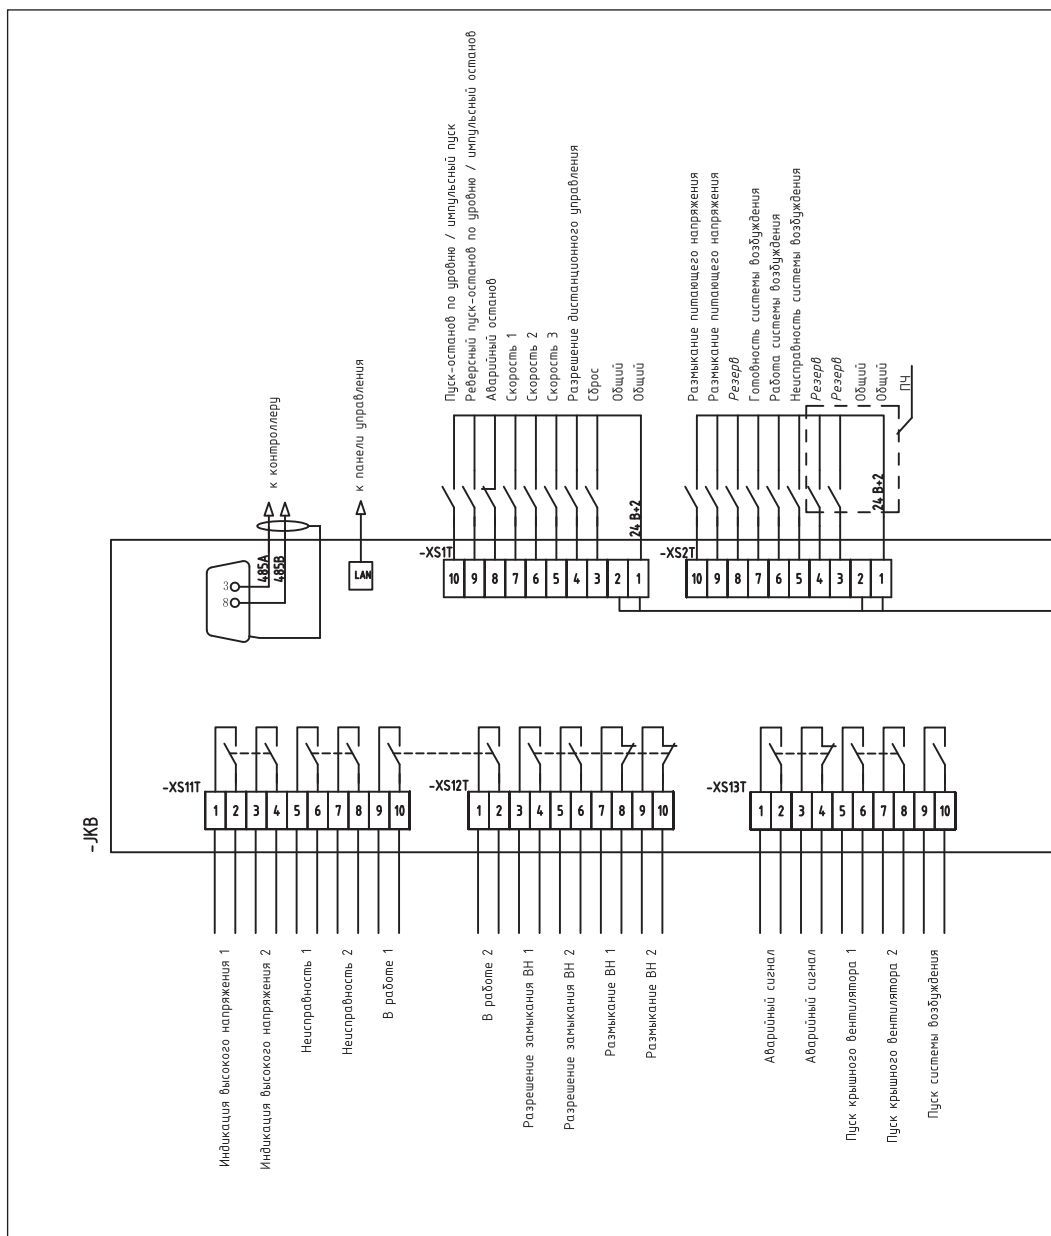 Пуск-останов по уровню / импульсный пуск
Реверсный пуск-останов по уровню / импульсный останов
Аварийный останов
Скорость 1
Скорость 2
Скорость 3
Разрешение дистанционного управления
Сброс
Общий
Общий
Размыкание питающего напряжения
Размыкание питающего напряжения
Резерв
Готовность системы возбуждения
Работа системы возбуждения
Неисправность системы возбуждения
Резерв
Резерв
Общий
Общий
ПЧ
к контроллеру
к панели управления
485A
485B
3
8
LAN
24 В+2
24 В+2
-XS1T
10 9 8 7 6 5 4 3 2 1
-XS2T
10 9 8 7 6 5 4 3 2 1
-JKB
-XS11T
1 2 3 4 5 6 7 8 9 10
-XS12T
1 2 3 4 5 6 7 8 9 10
-XS13T
1 2 3 4 5 6 7 8 9 10
Индикация высокого напряжения 1
Индикация высокого напряжения 2
Неисправность 1
Неисправность 2
В работе 1
В работе 2
Разрешение замыкания ВН 1
Разрешение замыкания ВН 2
Размыкание ВН 1
Размыкание ВН 2
Аварийный сигнал
Аварийный сигнал
Пуск крышного вентилятора 1
Пуск крышного вентилятора 2
Пуск системы возбуждения